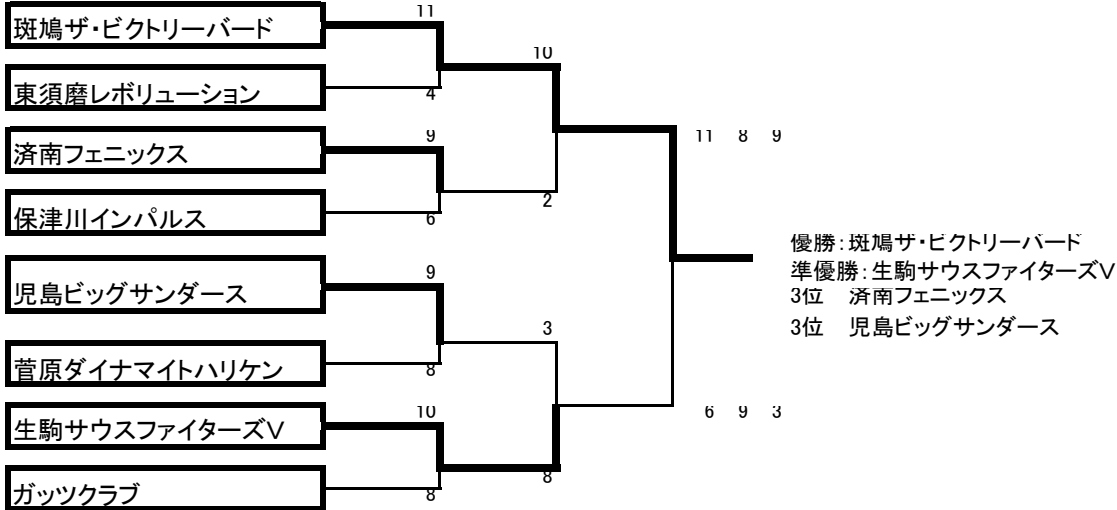 11
斑鳩ザ・ビクトリーバード
10
東須磨レボリューション
4
9
11 8 9
済南フェニックス
2
保津川インパルス
6
優勝：斑鳩ザ・ビクトリーバード
準優勝：生駒サウスファイターズV
3位　済南フェニックス
3位　児島ビッグサンダース
9
児島ビッグサンダース
3
菅原ダイナマイトハリケン
8
10
6 9 3
生駒サウスファイターズV
8
ガッツクラブ
8